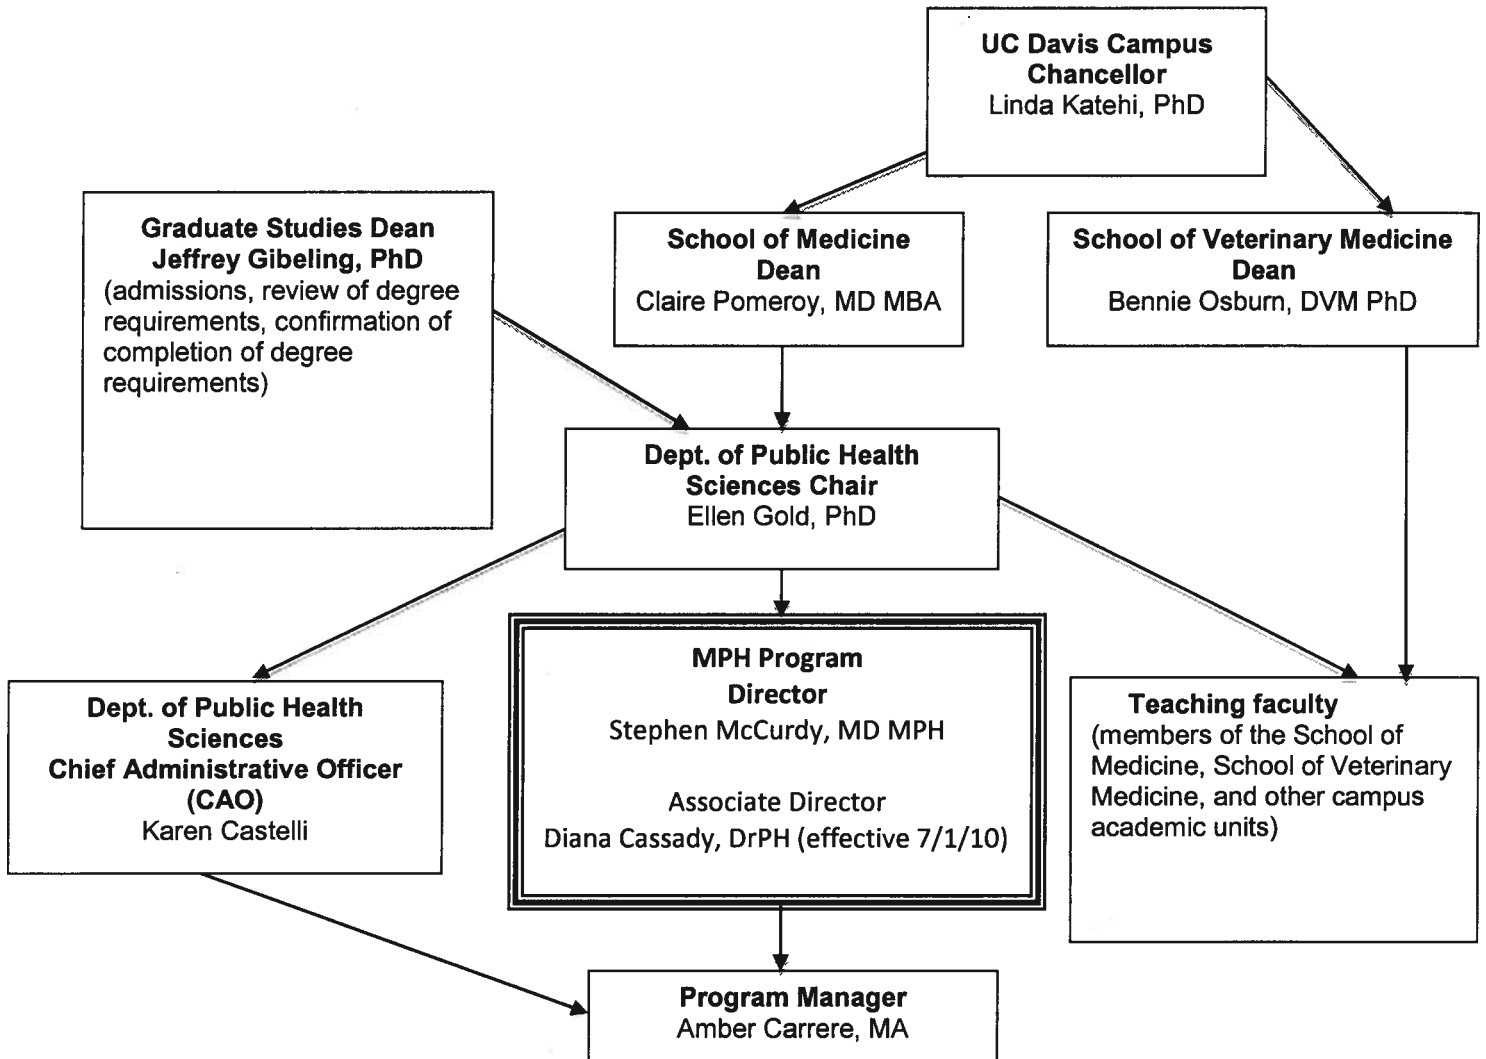 UC Davis Campus
Chancellor
Linda Katehi, PhD
Graduate Studies Dean
Jeffrey Gibeling, PhD
(admissions, review of degree
requirements, confirmation of
completion of degree
requirements)
School of Medicine
Dean
Claire Pomeroy, MD MBA
School of Veterinary Medicine
Dean
Bennie Osburn, DVM PhD
Dept. of Public Health
Sciences Chair
Ellen Gold, PhD
Dept. of Public Health
Sciences
Chief Administrative Officer
(CAO)
Karen Castelli
MPH Program
Director
Stephen McCurdy, MD MPH
Associate Director
Diana Cassady, DrPH (effective 7/1/10)
Teaching faculty
(members of the School of
Medicine, School of Veterinary
Medicine, and other campus
academic units)
Program Manager
Amber Carrere, MA